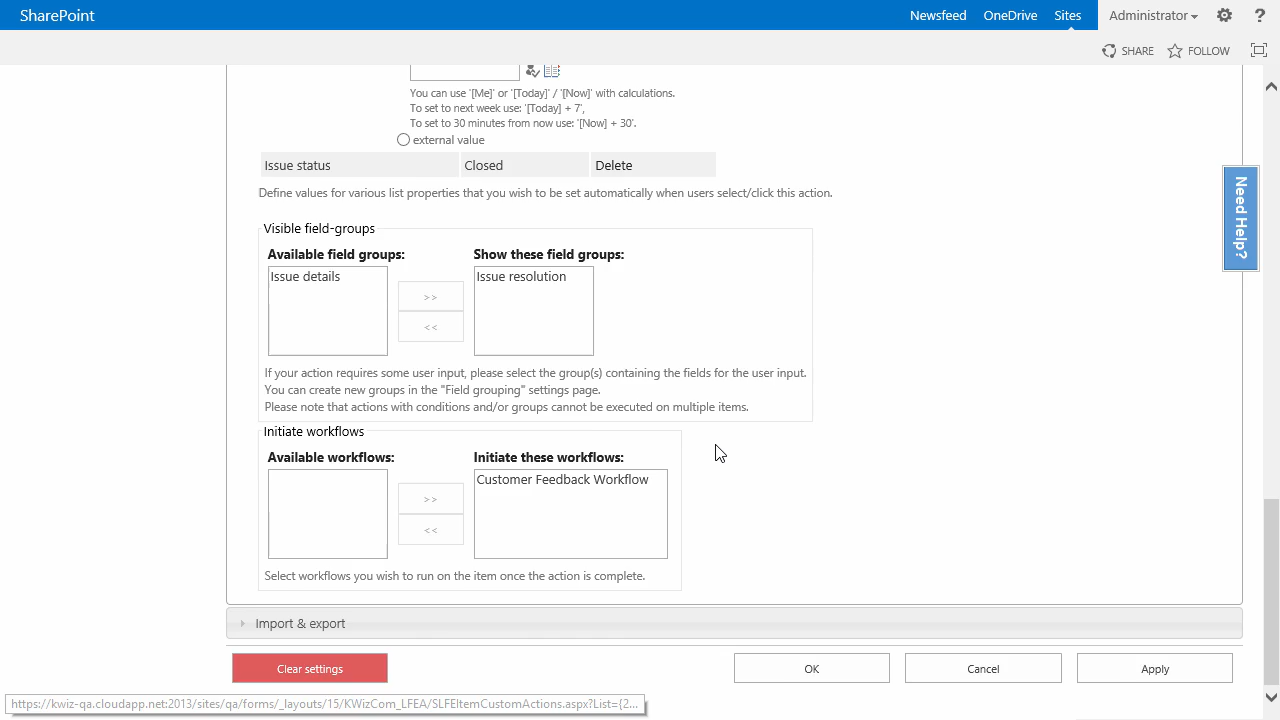 SharePoint
Newsfeed OneDrive Sites Administrator ?
SHARE FOLLOW
You can use '[Me]' or '[Today]' / '[Now]' with calculations.
To set to next week use: '[Today] + 7',
To set to 30 minutes from now use: '[Now] + 30'.
external value
Issue status Closed Delete
Define values for various list properties that you wish to be set automatically when users select/click this action.
Need Help?
Visible field-groups
Available field groups: Show these field groups:
Issue details Issue resolution
>>
<<
If your action requires some user input, please select the group(s) containing the fields for the user input.
You can create new groups in the "Field grouping" settings page.
Please note that actions with conditions and/or groups cannot be executed on multiple items.
Initiate workflows
Available workflows: Initiate these workflows:
Customer Feedback Workflow
>>
<<
Select workflows you wish to run on the item once the action is complete.
Import & export
Clear settings OK Cancel Apply
https://kwiz-qa.cloudapp.net:2013/sites/qa/forms/_layouts/15/KWizCom_LFEA/SLFEItemCustomActions.aspx?List={2...